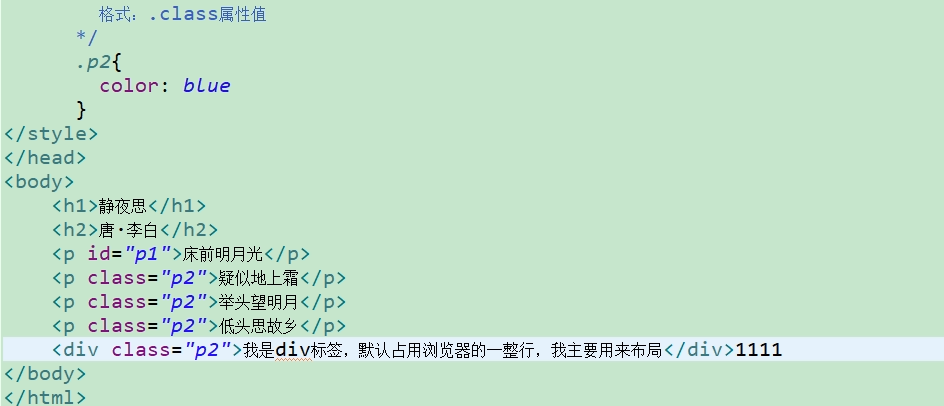 格式：.class属性值
*/
.p2{
color: blue
}
</style>
</head>
<body>
<h1>静夜思</h1>
<h2>唐·李白</h2>
<p id="p1">床前明月光</p>
<p class="p2">疑似地上霜</p>
<p class="p2">举头望明月</p>
<p class="p2">低头思故乡</p>
<div class="p2">我是div标签，默认占用浏览器的一整行，我主要用来布局</div>1111
</body>
</html>